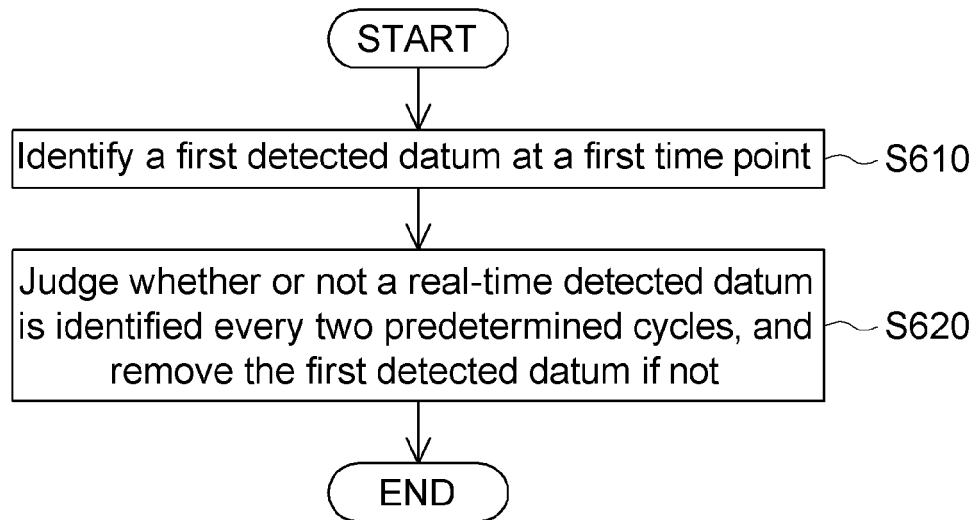 START
Identify a first detected datum at a first time point
S610
Judge whether or not a real-time detected datum
is identified every two predetermined cycles, and
remove the first detected datum if not
S620
END